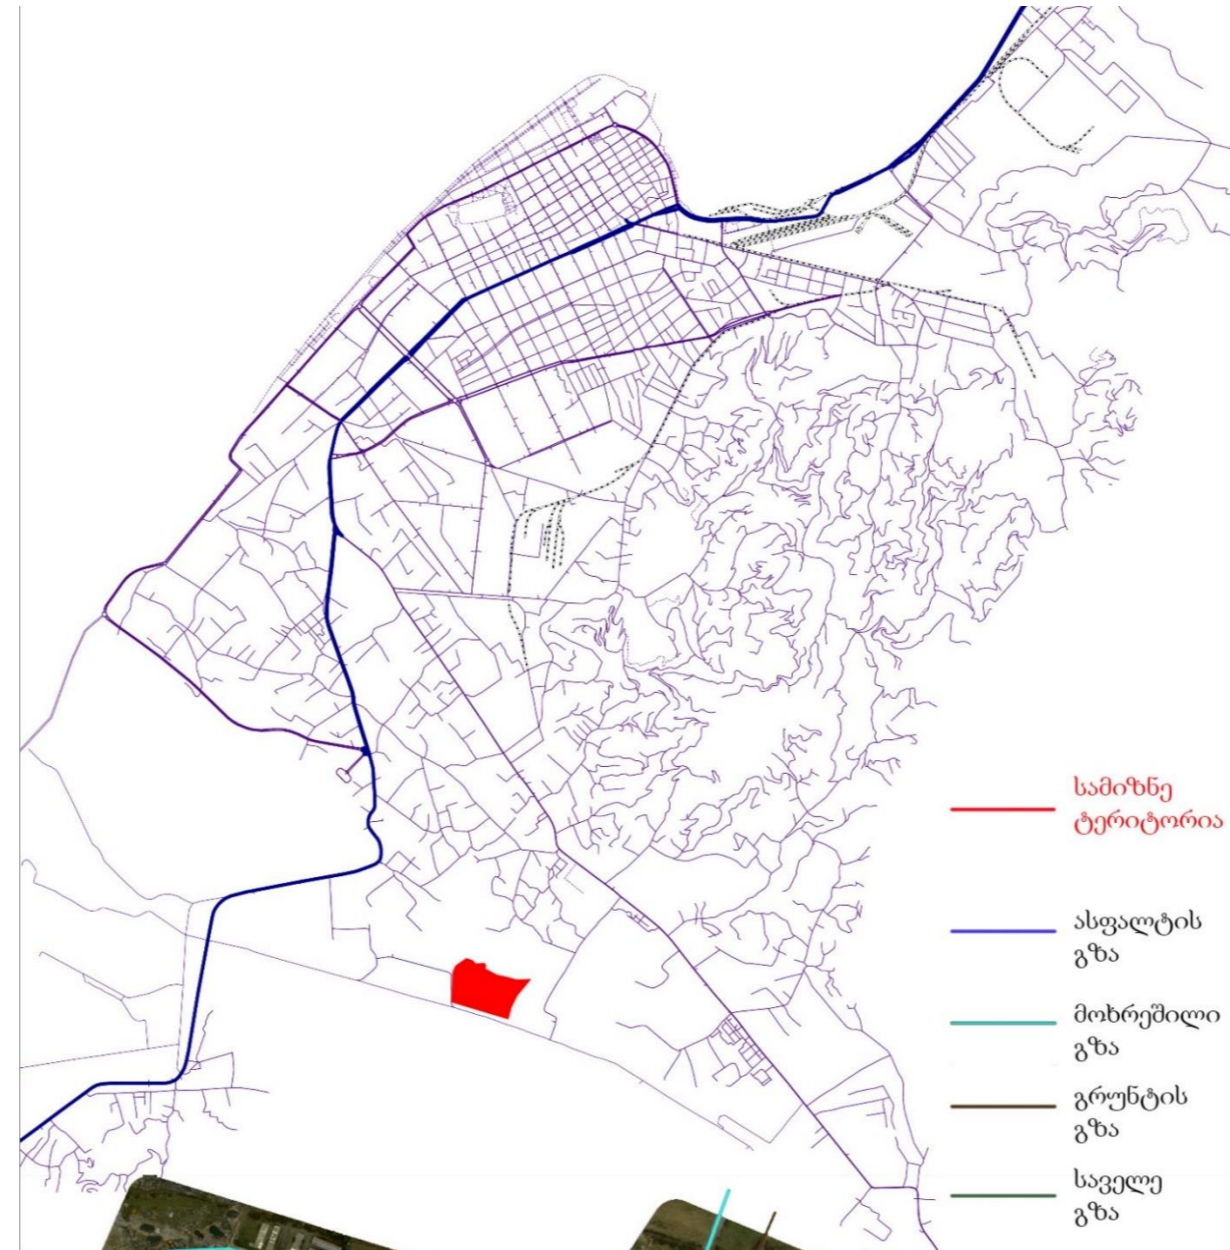 სამიზნე
ტერიტორია
ასფალტის
გზა
მოხრეშილი
გზა
გრუნტის
გზა
საველე
გზა